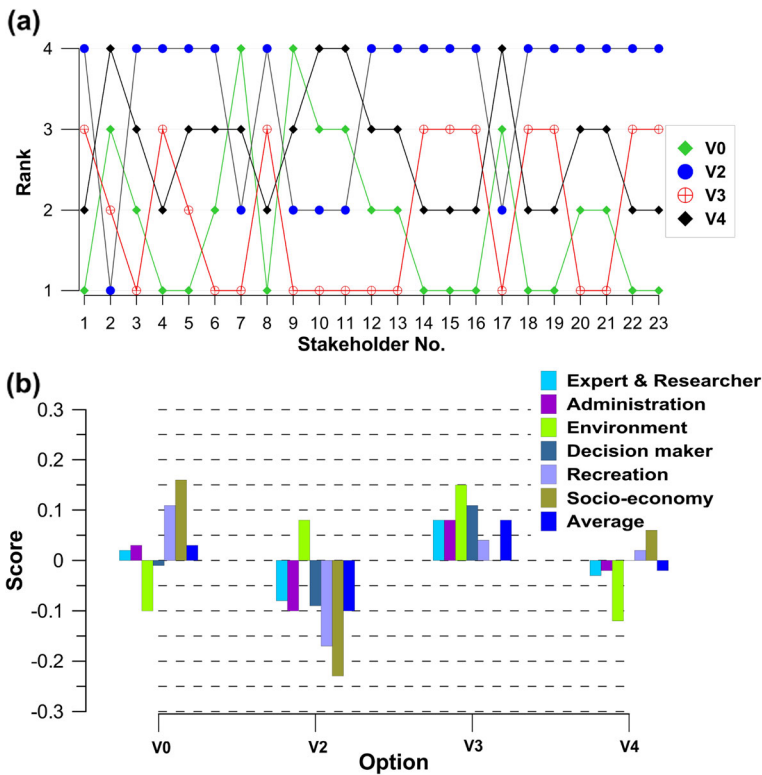 (a)
4
3
2
1
Rank
1 2 3 4 5 6 7 8 9 10 11 12 13 14 15 16 17 18 19 20 21 22 23
Stakeholder No.
V0
V2
V3
V4
(b)
Expert & Researcher
Administration
Environment
Decision maker
Recreation
Socio-economy
Average
0.3
0.2
0.1
0
-0.1
-0.2
-0.3
Score
V0 V2 V3 V4
Option